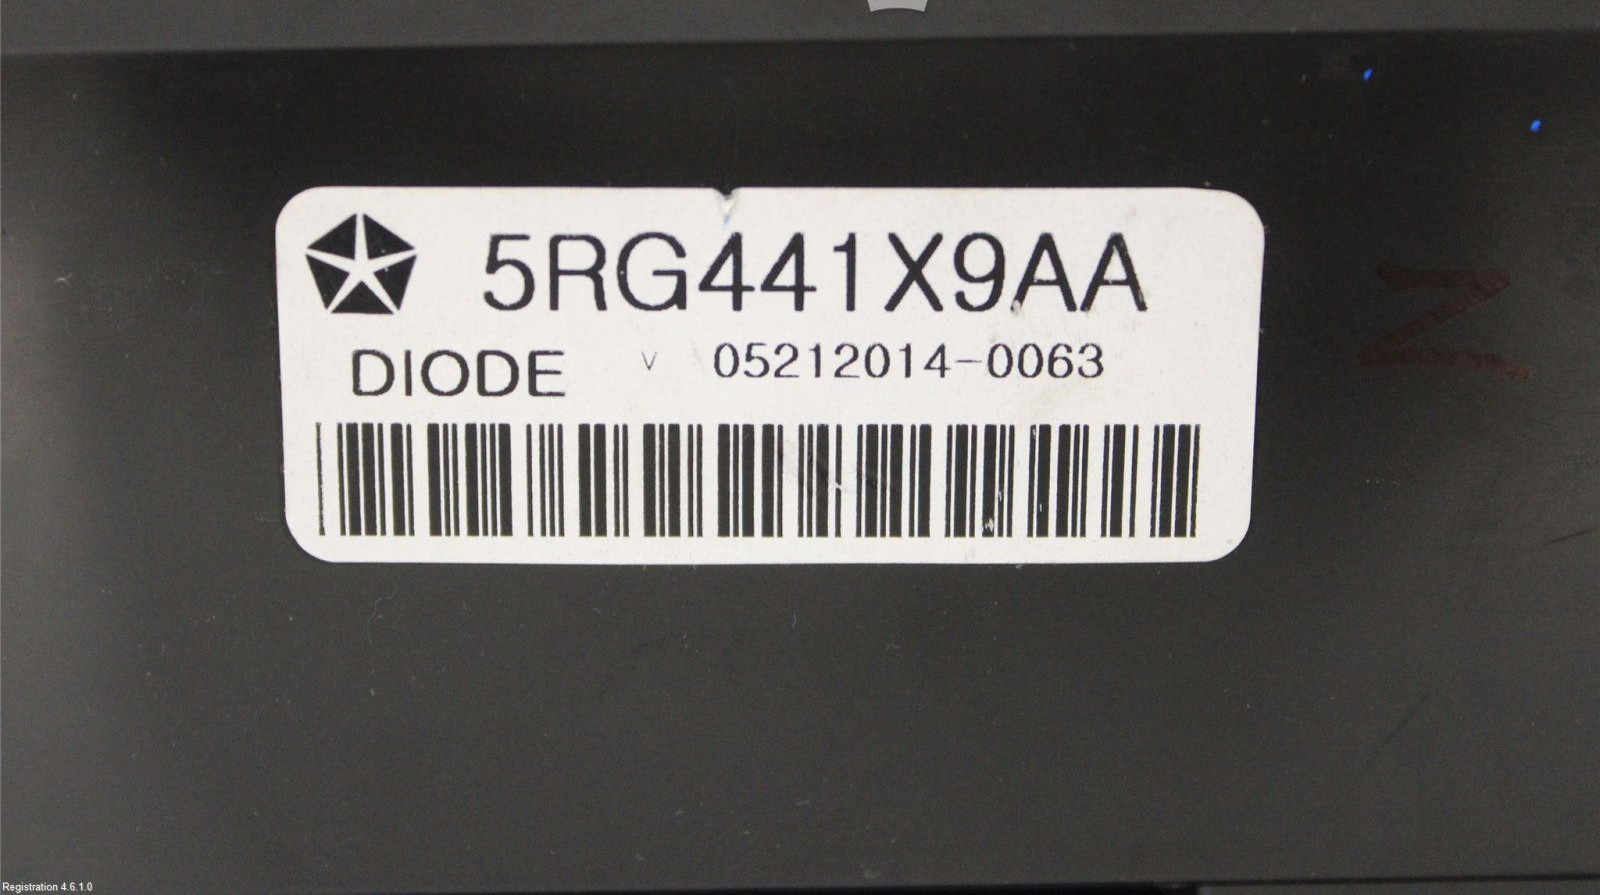 5RG441X9AA
DIODE V 05212014-0063
Registration 4.6.1.0